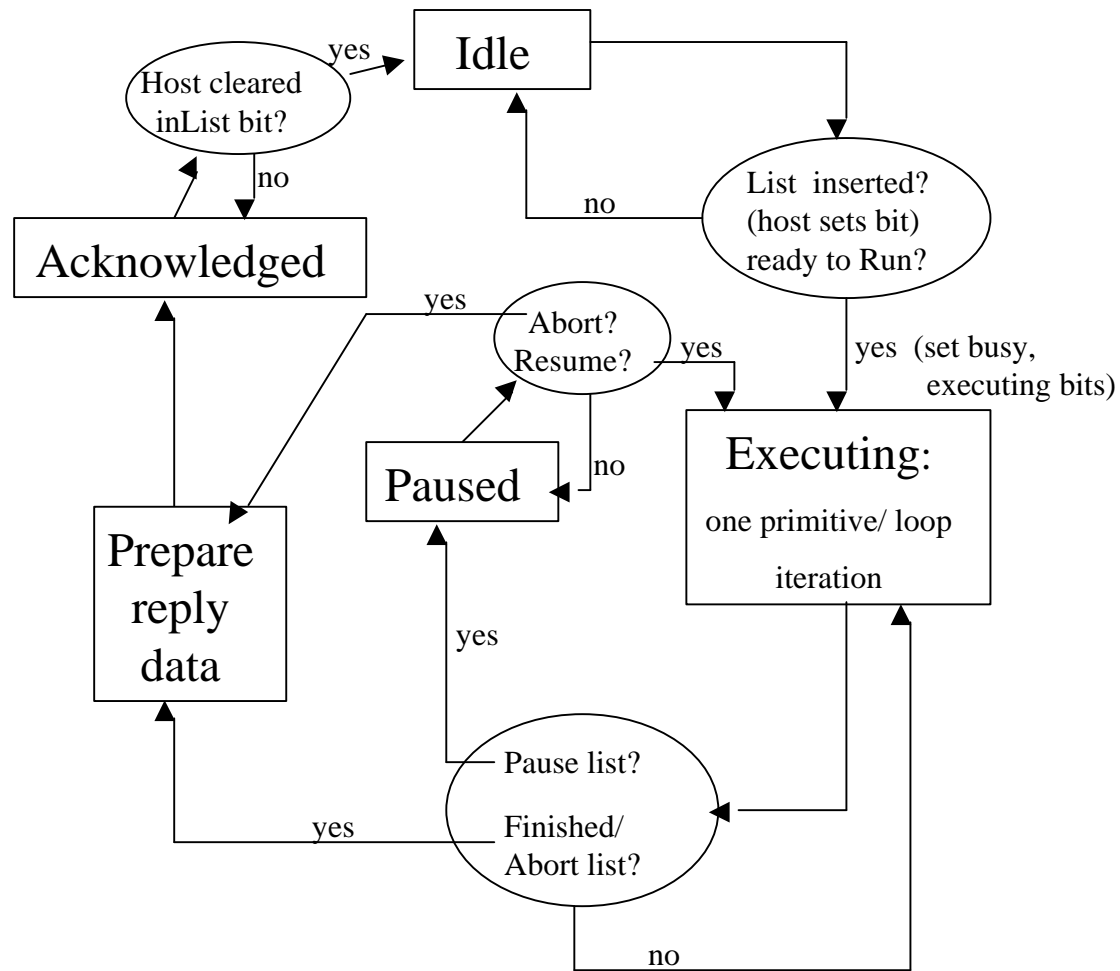 yes
Idle
Host cleared
inList bit?
no
List inserted?
(host sets bit)
ready to Run?
no
Acknowledged
yes
Abort?
Resume?
yes
yes (set busy,
executing bits)
Executing:
one primitive/ loop
iteration
no
Paused
Prepare
reply
data
yes
Pause list?
Finished/
Abort list?
yes
no